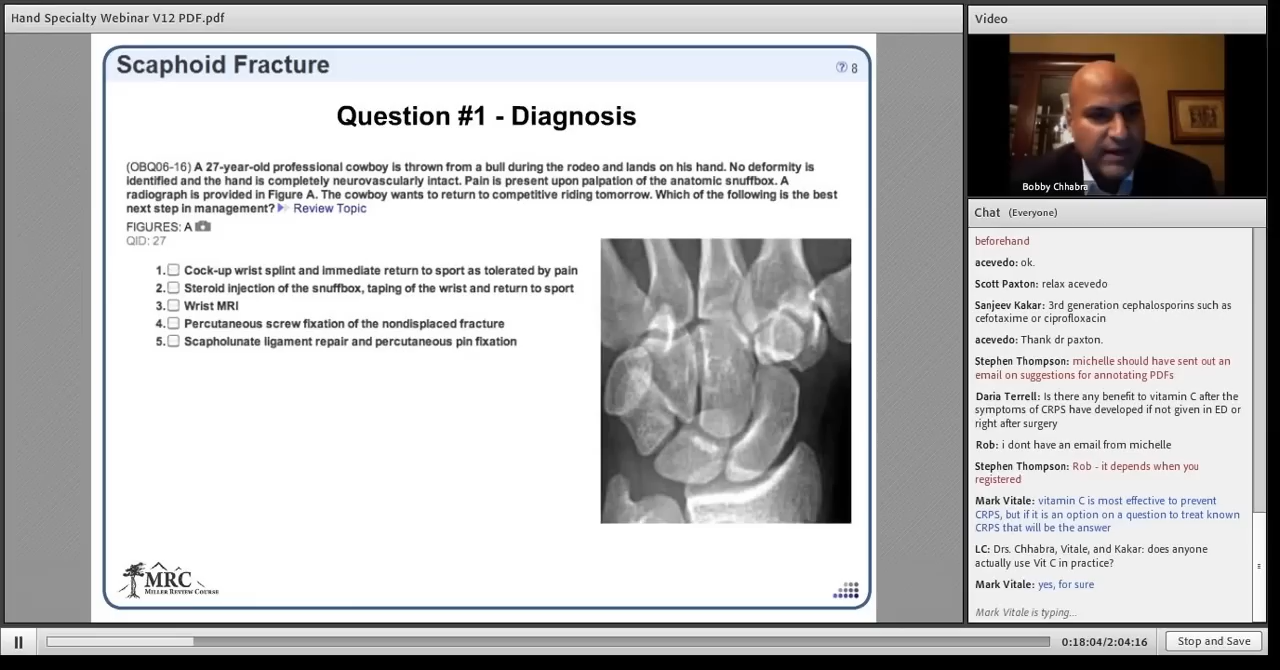 Hand Specialty Webinar V12 PDF.pdf
Scaphoid Fracture
? 8
Question #1 - Diagnosis
(OBQ06-16) A 27-year-old professional cowboy is thrown from a bull during the rodeo and lands on his hand. No deformity is
identified and the hand is completely neurovascularly intact. Pain is present upon palpation of the anatomic snuffbox. A
radiograph is provided in Figure A. The cowboy wants to return to competitive riding tomorrow. Which of the following is the best
next step in management? Review Topic
FIGURES: A
QID: 27
1. Cock-up wrist splint and immediate return to sport as tolerated by pain
2. Steroid injection of the snuffbox, taping of the wrist and return to sport
3. Wrist MRI
4. Percutaneous screw fixation of the nondisplaced fracture
5. Scapholunate ligament repair and percutaneous pin fixation
MRC
MILLER REVIEW COURSE
Video
Bobby Chhabra
Chat (Everyone)
beforehand
acevedo: ok.
Scott Paxton: relax acevedo
Sanjeev Kakar: 3rd generation cephalosporins such as
cefotaxime or ciprofloxacin
acevedo: Thank dr paxton.
Stephen Thompson: michelle should have sent out an
email on suggestions for annotating PDFs
Daria Terrell: Is there any benefit to vitamin C after the
symptoms of CRPS have developed if not given in ED or
right after surgery
Rob: i dont have an email from michelle
Stephen Thompson: Rob - it depends when you
registered
Mark Vitale: vitamin C is most effective to prevent
CRPS, but if it is an option on a question to treat known
CRPS that will be the answer
LC: Drs. Chhabra, Vitale, and Kakar: does anyone
actually use Vit C in practice?
Mark Vitale: yes, for sure
Mark Vitale is typing...
0:18:04/2:04:16
Stop and Save